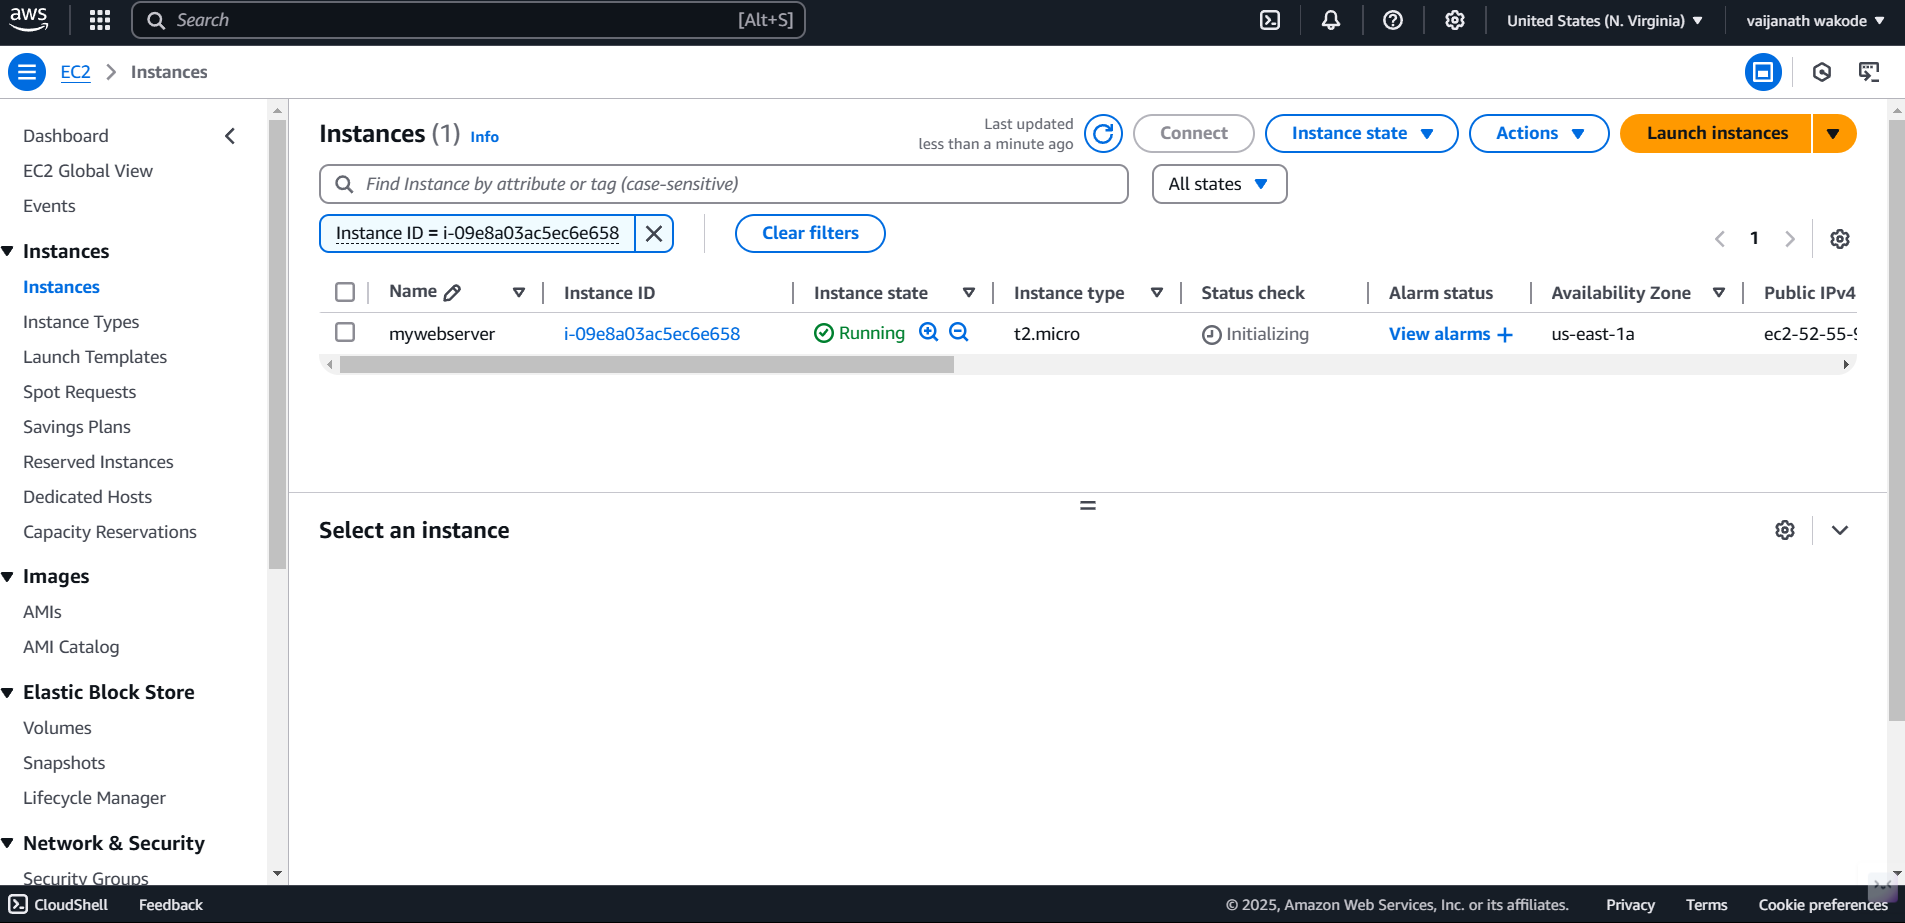 aws
Search [Alt+S]
United States (N. Virginia) vaijanath wakode
EC2 Instances
Dashboard
EC2 Global View
Events
Instances
Instances
Instance Types
Launch Templates
Spot Requests
Savings Plans
Reserved Instances
Dedicated Hosts
Capacity Reservations
Images
AMIs
AMI Catalog
Elastic Block Store
Volumes
Snapshots
Lifecycle Manager
Network & Security
Security Groups
Instances (1) Info
Last updated
less than a minute ago
Connect Instance state Actions Launch instances
Find Instance by attribute or tag (case-sensitive) All states
Instance ID = i-09e8a03ac5ec6e658 Clear filters
1
Name Instance ID Instance state Instance type Status check Alarm status Availability Zone Public IPv4
mywebserver i-09e8a03ac5ec6e658 Running t2.micro Initializing View alarms + us-east-1a ec2-52-55-9
Select an instance
CloudShell Feedback © 2025, Amazon Web Services, Inc. or its affiliates. Privacy Terms Cookie preferences